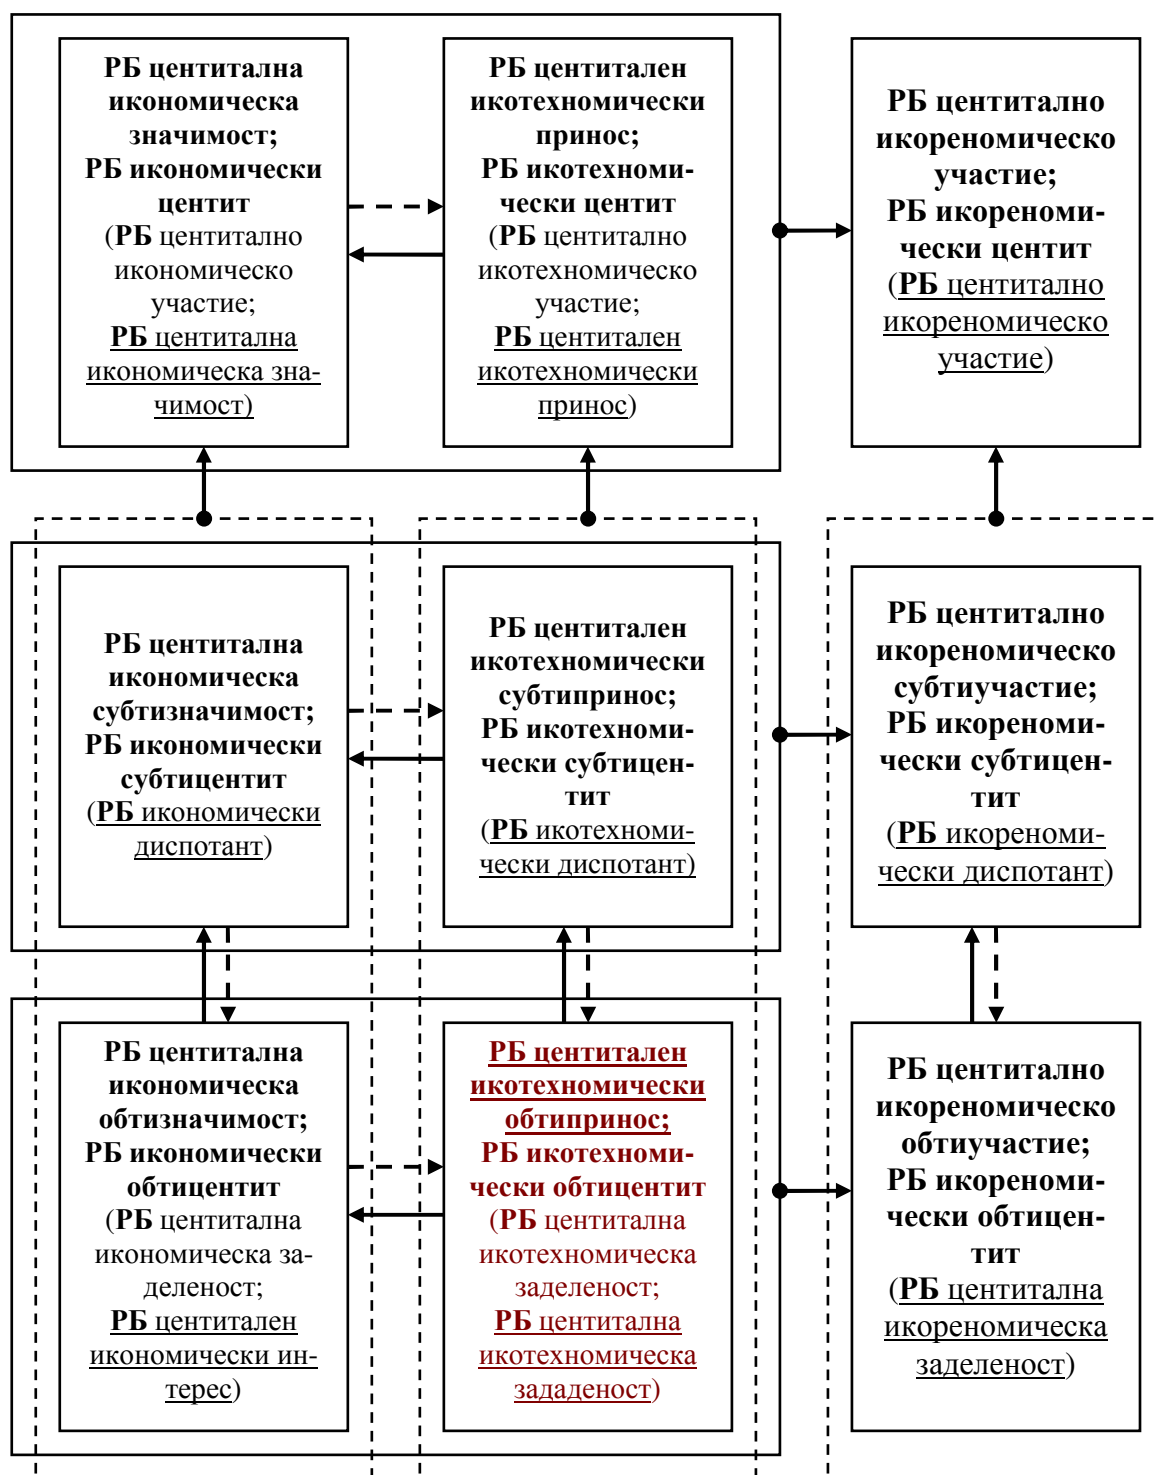 РБ центитална
икономическа
значимост;
РБ икономически
центит
(РБ центитално
икономическо
участие;
РБ центитална
икономическа зна-
чимост)
РБ центитален
икотехномически
принос;
РБ икотехноми-
чески центит
(РБ центитално
икотехномическо
участие;
РБ центитален
икотехномически
принос)
РБ центитално
икореномическо
участие;
РБ икореноми-
чески центит
(РБ центитално
икореномическо
участие)
РБ центитална
икономическа
субтизначимост;
РБ икономически
субтицентит
(РБ икономически
диспотант)
РБ центитален
икотехномически
субтипринос;
РБ икотехноми-
чески субтицен-
тит
(РБ икотехноми-
чески диспотант)
РБ центитално
икореномическо
субтиучастие;
РБ икореноми-
чески субтицен-
тит
(РБ икореноми-
чески диспотант)
РБ центитална
икономическа
обтизначимост;
РБ икономически
обтицентит
(РБ центитална
икономическа за-
деленост;
РБ центитален
икономически ин-
терес)
РБ центитален
икотехномически
обтипринос;
РБ икотехноми-
чески обтицентит
(РБ центитална
икотехномическа
заделеност;
РБ центитална
икотехномическа
зададеност)
РБ центитално
икореномическо
обтиучастие;
РБ икореноми-
чески обтицен-
тит
(РБ центитална
икореномическа
заделеност)